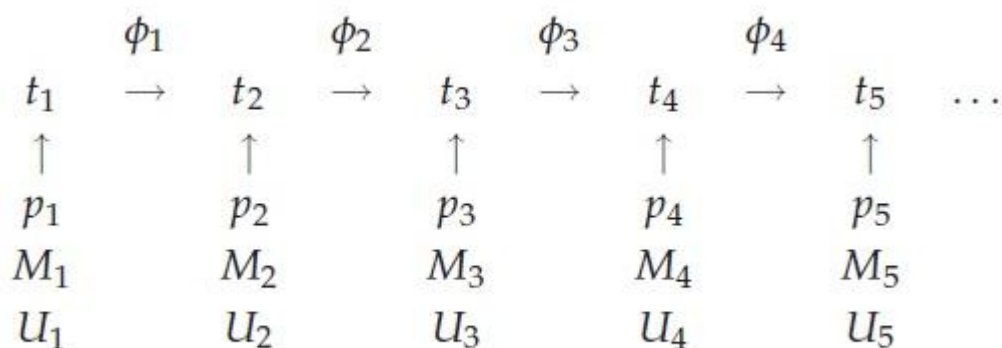 ϕ₁ ϕ₂ ϕ₃ ϕ₄
t₁ → t₂ → t₃ → t₄ → t₅ …
↑ ↑ ↑ ↑ ↑
p₁ p₂ p₃ p₄ p₅
M₁ M₂ M₃ M₄ M₅
U₁ U₂ U₃ U₄ U₅